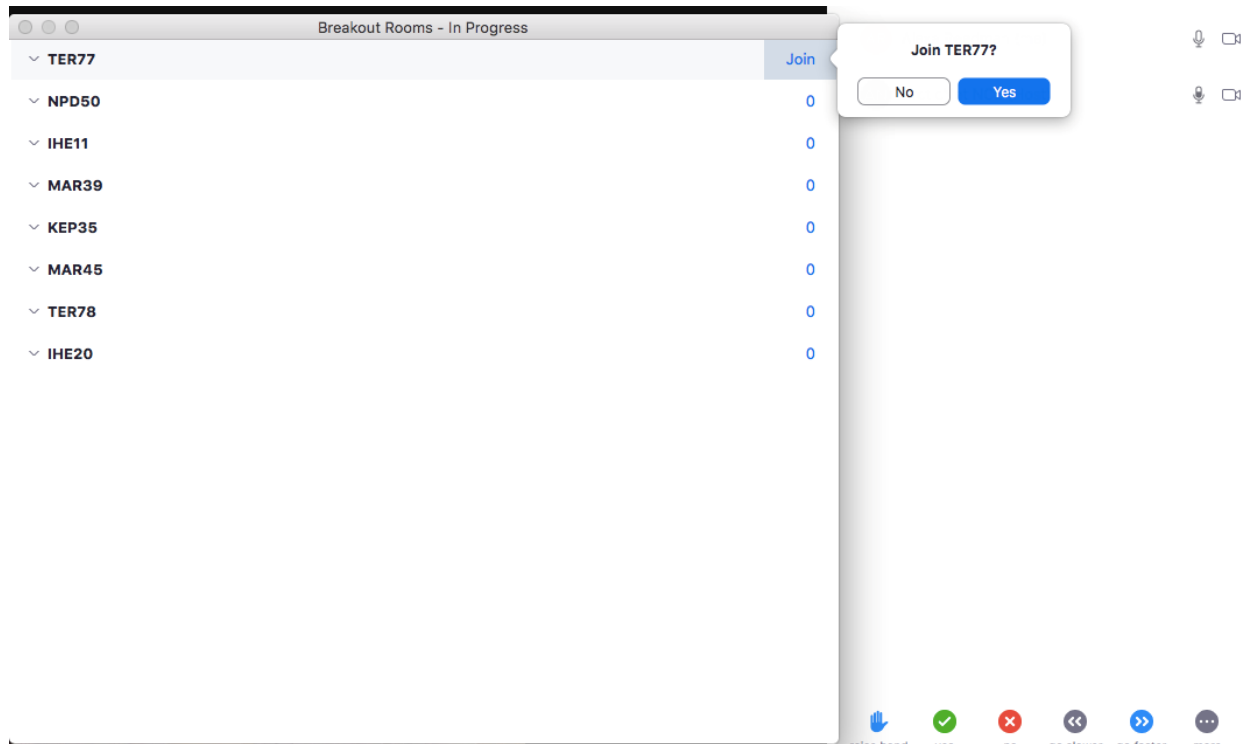 Breakout Rooms - In Progress
TER77
Join
Join TER77?
No
Yes
NPD50
0
IHE11
0
MAR39
0
KEP35
0
MAR45
0
TER78
0
IHE20
0